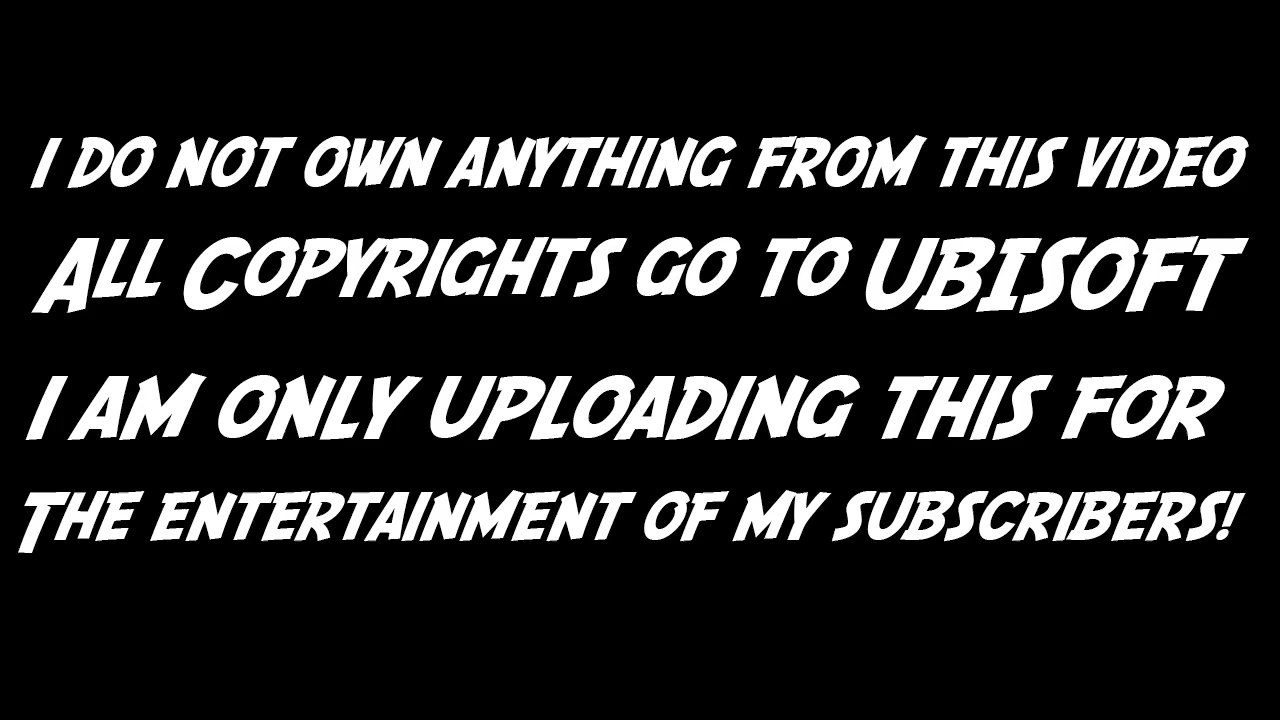 I DO NOT OWN ANYTHING FROM THIS VIDEO
ALL COPYRIGHTS GO TO UBISOFT
I AM ONLY UPLOADING THIS FOR
THE ENTERTAINMENT OF MY SUBSCRIBERS!